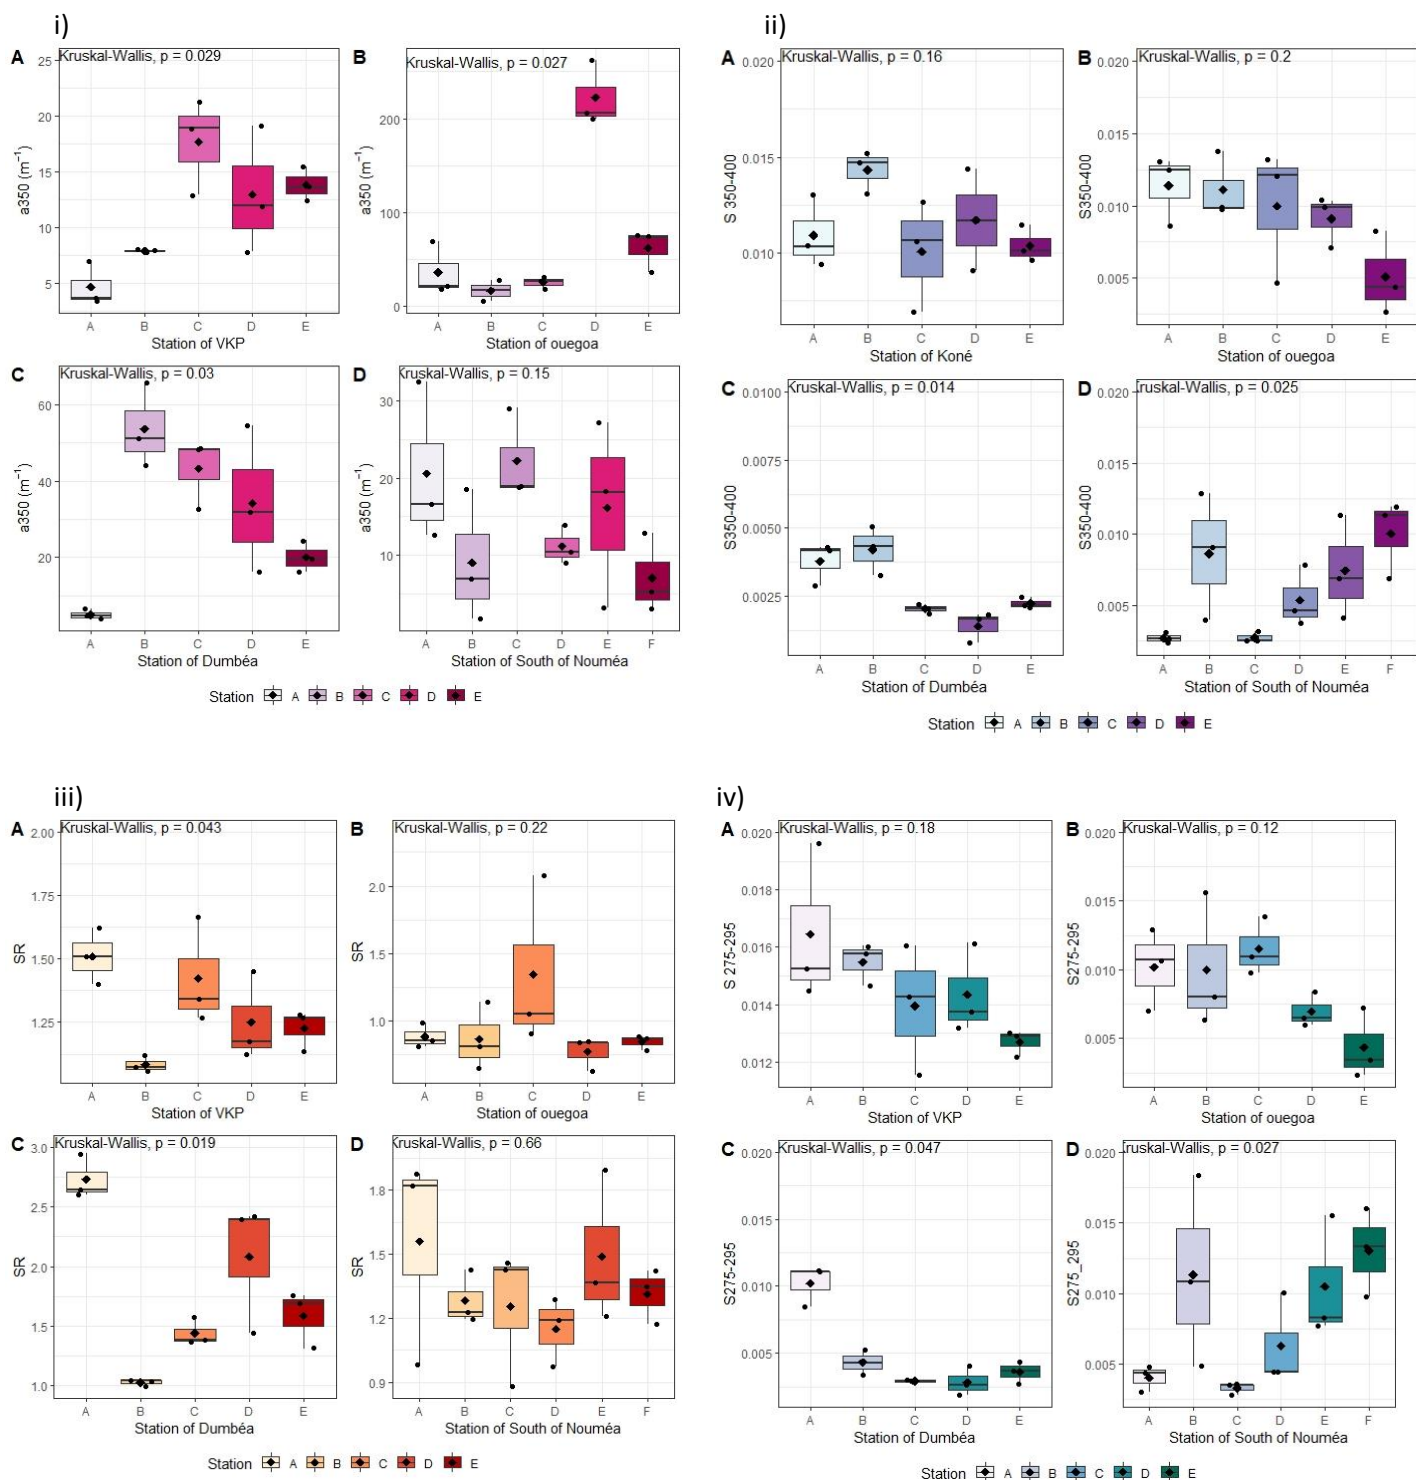 i)
ii)
A
Kruskal-Wallis, p = 0.029
25
20
15
10
5
a350 (m⁻¹)
A B C D E
Station of VKP
B
Kruskal-Wallis, p = 0.027
200
100
0
a350 (m⁻¹)
A B C D E
Station of ouegoa
C
Kruskal-Wallis, p = 0.03
60
40
20
a350 (m⁻¹)
A B C D E
Station of Dumbéa
D
Kruskal-Wallis, p = 0.15
30
20
10
a350 (m⁻¹)
A B C D E F
Station of South of Nouméa
Station A B C D E
A
Kruskal-Wallis, p = 0.16
0.020
0.015
0.010
S 350-400
A B C D E
Station of Koné
B
Kruskal-Wallis, p = 0.2
0.020
0.015
0.010
0.005
S350-400
A B C D E
Station of ouegoa
C
Kruskal-Wallis, p = 0.014
0.0100
0.0075
0.0050
0.0025
S350-400
A B C D E
Station of Dumbéa
D
ruskal-Wallis, p = 0.025
0.020
0.015
0.010
0.005
S350-400
A B C D E F
Station of South of Nouméa
Station A B C D E
iii)
iv)
A
Kruskal-Wallis, p = 0.043
2.00
1.75
1.50
1.25
SR
A B C D E
Station of VKP
B
Kruskal-Wallis, p = 0.22
2.0
1.5
1.0
SR
A B C D E
Station of ouegoa
C
Kruskal-Wallis, p = 0.019
3.0
2.5
2.0
1.5
1.0
SR
A B C D E
Station of Dumbéa
D
Kruskal-Wallis, p = 0.66
1.8
1.5
1.2
0.9
SR
A B C D E F
Station of South of Nouméa
Station A B C D E
A
Kruskal-Wallis, p = 0.18
0.020
0.018
0.016
0.014
0.012
S 275-295
A B C D E
Station of VKP
B
Kruskal-Wallis, p = 0.12
0.020
0.015
0.010
0.005
S275-295
A B C D E
Station of ouegoa
C
Kruskal-Wallis, p = 0.047
0.020
0.015
0.010
0.005
S275-295
A B C D E
Station of Dumbéa
D
ruskal-Wallis, p = 0.027
0.020
0.015
0.010
0.005
S275_295
A B C D E F
Station of South of Nouméa
Station A B C D E